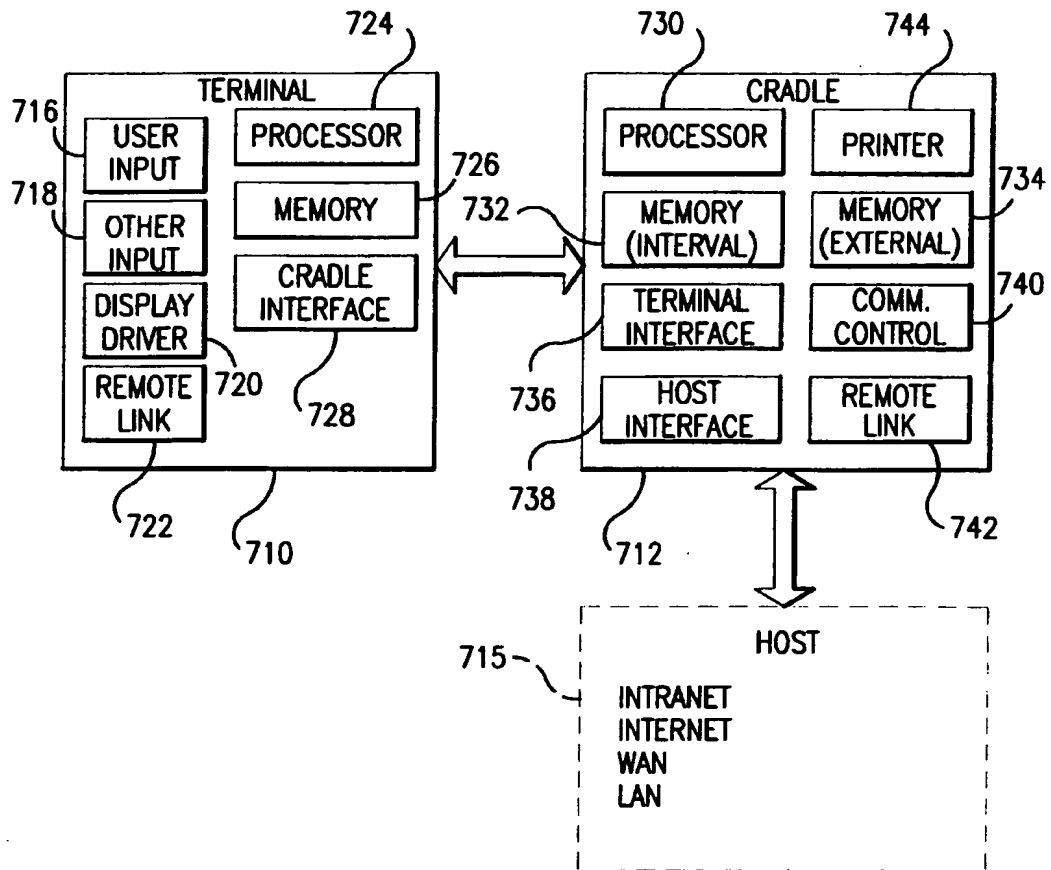 724
730
744
TERMINAL
CRADLE
716
USER
INPUT
PROCESSOR
PROCESSOR
PRINTER
718
726
732
734
OTHER
INPUT
MEMORY
MEMORY
(INTERVAL)
MEMORY
(EXTERNAL)
DISPLAY
DRIVER
CRADLE
INTERFACE
TERMINAL
INTERFACE
COMM.
CONTROL
740
720
REMOTE
LINK
728
736
HOST
INTERFACE
REMOTE
LINK
722
710
738
712
742
715
HOST
INTRANET
INTERNET
WAN
LAN